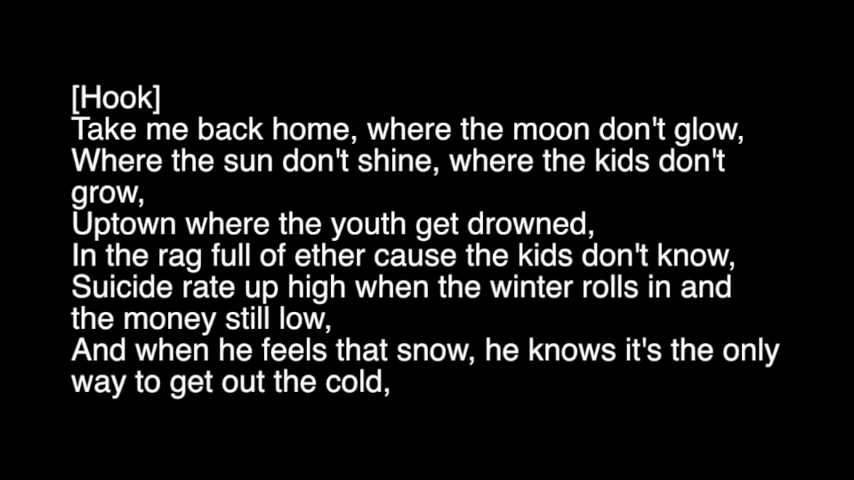 [Hook]
Take me back home, where the moon don't glow,
Where the sun don't shine, where the kids don't
grow,
Uptown where the youth get drowned,
In the rag full of ether cause the kids don't know,
Suicide rate up high when the winter rolls in and
the money still low,
And when he feels that snow, he knows it's the only
way to get out the cold,